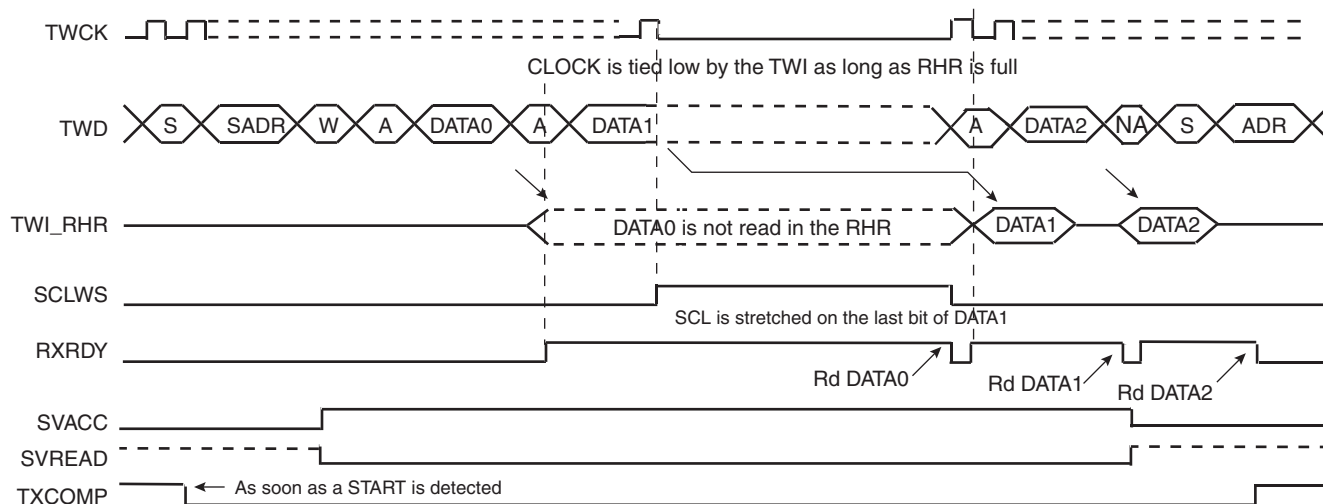 TWCK
CLOCK is tied low by the TWI as long as RHR is full
TWD S SADR W A DATA0 A DATA1 A DATA2 NA S ADR
TWI_RHR DATA0 is not read in the RHR DATA1 DATA2
SCLWS
SCL is stretched on the last bit of DATA1
RXRDY
Rd DATA0 Rd DATA1 Rd DATA2
SVACC
SVREAD
TXCOMP As soon as a START is detected